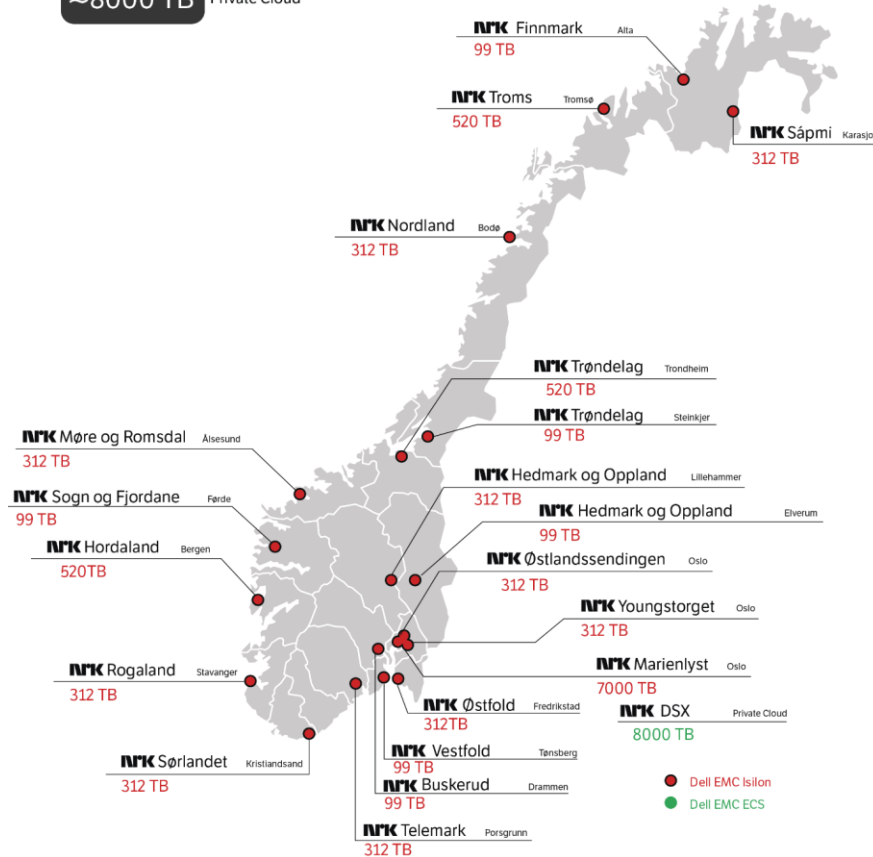 ~8000 TB Private Cloud
NrK Finnmark Alta
99 TB
NrK Troms Tromsø
520 TB
NrK Sápmi Karasjo
312 TB
NrK Nordland Bodø
312 TB
NrK Trøndelag Trondheim
520 TB
NrK Trøndelag Steinkjer
99 TB
NrK Møre og Romsdal Ålsesund
312 TB
NrK Hedmark og Oppland Lillehammer
312 TB
NrK Sogn og Fjordane Førde
99 TB
NrK Hedmark og Oppland Elverum
99 TB
NrK Hordaland Bergen
520TB
NrK Østlandssendingen Oslo
312 TB
NrK Youngstorget Oslo
312 TB
NrK Rogaland Stavanger
312 TB
NrK Marienlyst Oslo
7000 TB
NrK Østfold Fredrikstad
312TB
NrK DSX Private Cloud
8000 TB
NrK Vestfold Tønsberg
99 TB
NrK Sørlandet Kristiandsand
312 TB
NrK Buskerud Drammen
99 TB
Dell EMC Isilon
Dell EMC ECS
NrK Telemark Porsgrunn
312 TB